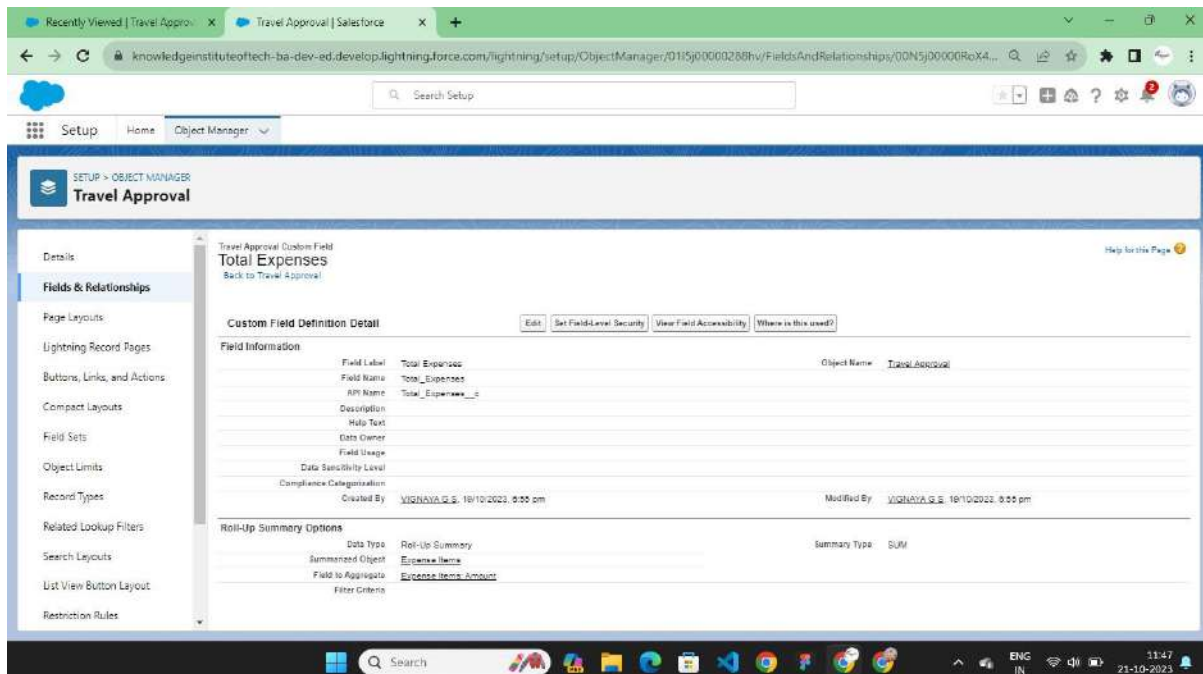 Recently Viewed | Travel Approv
Travel Approval | Salesforce
knowledgeinstituteoftech-ba-dev-ed.develop.lightning.force.com/lightning/setup/ObjectManager/01I5j00000288hv/FieldsAndRelationships/00N5j00000RoX4...
Search Setup
Setup Home Object Manager
SETUP > OBJECT MANAGER
Travel Approval
Details
Fields & Relationships
Page Layouts
Lightning Record Pages
Buttons, Links, and Actions
Compact Layouts
Field Sets
Object Limits
Record Types
Related Lookup Filters
Search Layouts
List View Button Layout
Restriction Rules
Travel Approval Custom Field
Total Expenses
Back to Travel Approval
Help for this Page
Custom Field Definition Detail Edit Set Field-Level Security View Field Accessibility Where is this used?
Field Information
Field Label Total Expenses Object Name Travel Approval
Field Name Total_Expenses
API Name Total_Expenses__c
Description
Help Text
Data Owner
Field Usage
Data Sensitivity Level
Compliance Categorization
Created By VIGNAYA G S, 19/10/2023, 6:55 pm Modified By VIGNAYA G S, 19/10/2023, 6:55 pm
Roll-Up Summary Options
Data Type Roll-Up Summary Summary Type SUM
Summarized Object Expense Items
Field to Aggregate Expense Items: Amount
Filter Criteria
Search
ENG
IN
11:47
21-10-2023